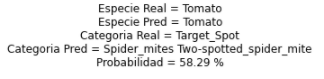 Especie Real = Tomato
Especie Pred = Tomato
Categoria Real = Target_Spot
Categoria Pred = Spider_mites Two-spotted_spider_mite
Probabilidad = 58.29 %